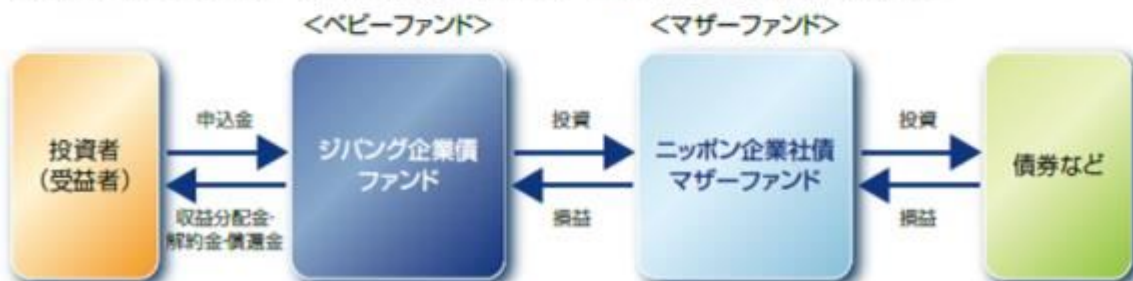 <ベビーファンド>
<マザーファンド>
投資者
(受益者)
申込金
収益分配金・
解約金・償還金
ジパング企業債
ファンド
投資
損益
ニッポン企業社債
マザーファンド
投資
損益
債券など